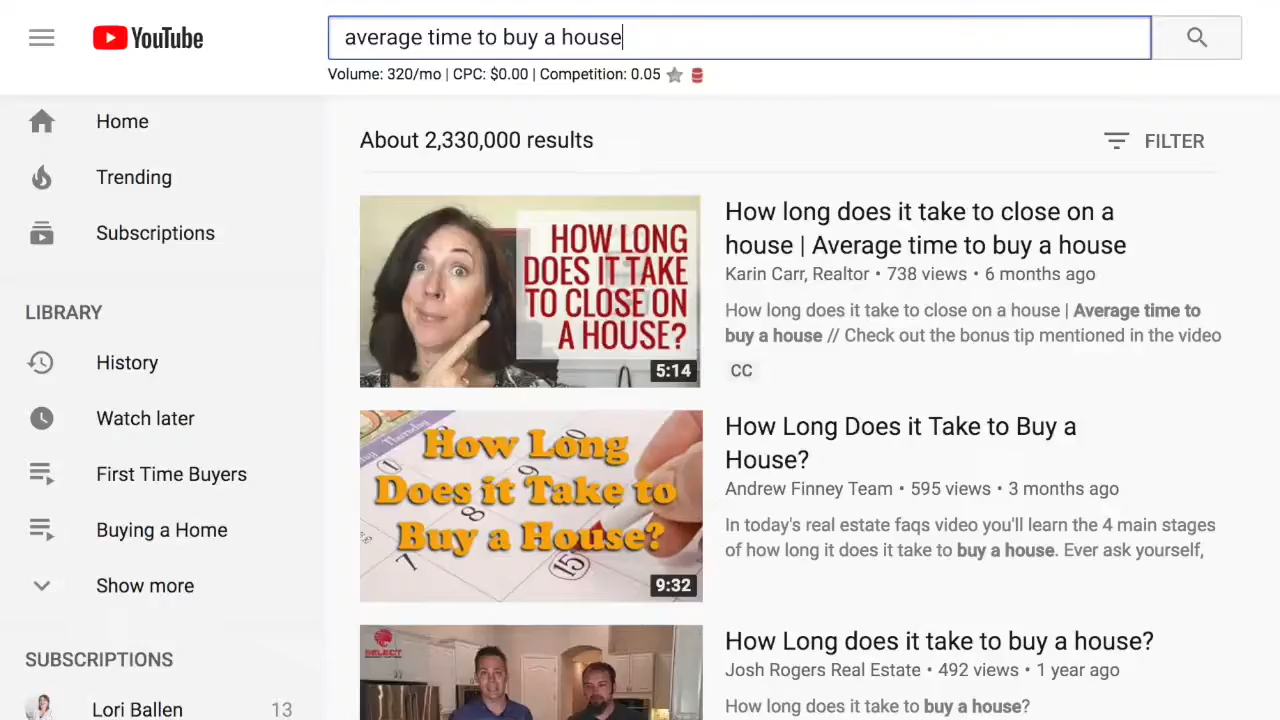 YouTube
average time to buy a house
Volume: 320/mo | CPC: $0.00 | Competition: 0.05
Home
Trending
Subscriptions
LIBRARY
History
Watch later
First Time Buyers
Buying a Home
Show more
SUBSCRIPTIONS
Lori Ballen 13
About 2,330,000 results
FILTER
HOW LONG
DOES IT TAKE
TO CLOSE ON
A HOUSE?
5:14
How long does it take to close on a
house | Average time to buy a house
Karin Carr, Realtor • 738 views • 6 months ago
How long does it take to close on a house | Average time to
buy a house // Check out the bonus tip mentioned in the video
CC
Thursday
How Long
Does it Take to
Buy a House?
1
8
9
10
7
15
9:32
How Long Does it Take to Buy a
House?
Andrew Finney Team • 595 views • 3 months ago
In today's real estate faqs video you'll learn the 4 main stages
of how long it does it take to buy a house. Ever ask yourself,
SELECT
How Long does it take to buy a house?
Josh Rogers Real Estate • 492 views • 1 year ago
How long does it take to buy a house?